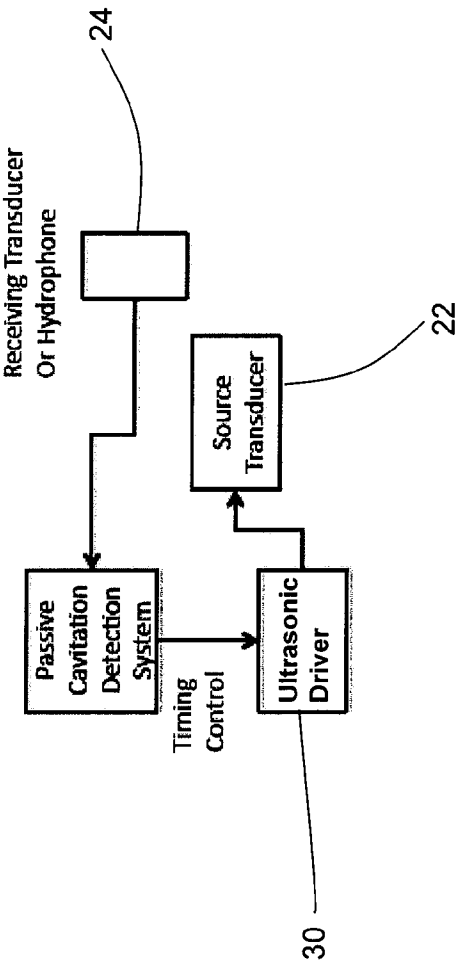 Receiving Transducer
Or Hydrophone
24
Passive
Cavitation
Detection
System
Source
Transducer
22
Timing
Control
Ultrasonic
Driver
30